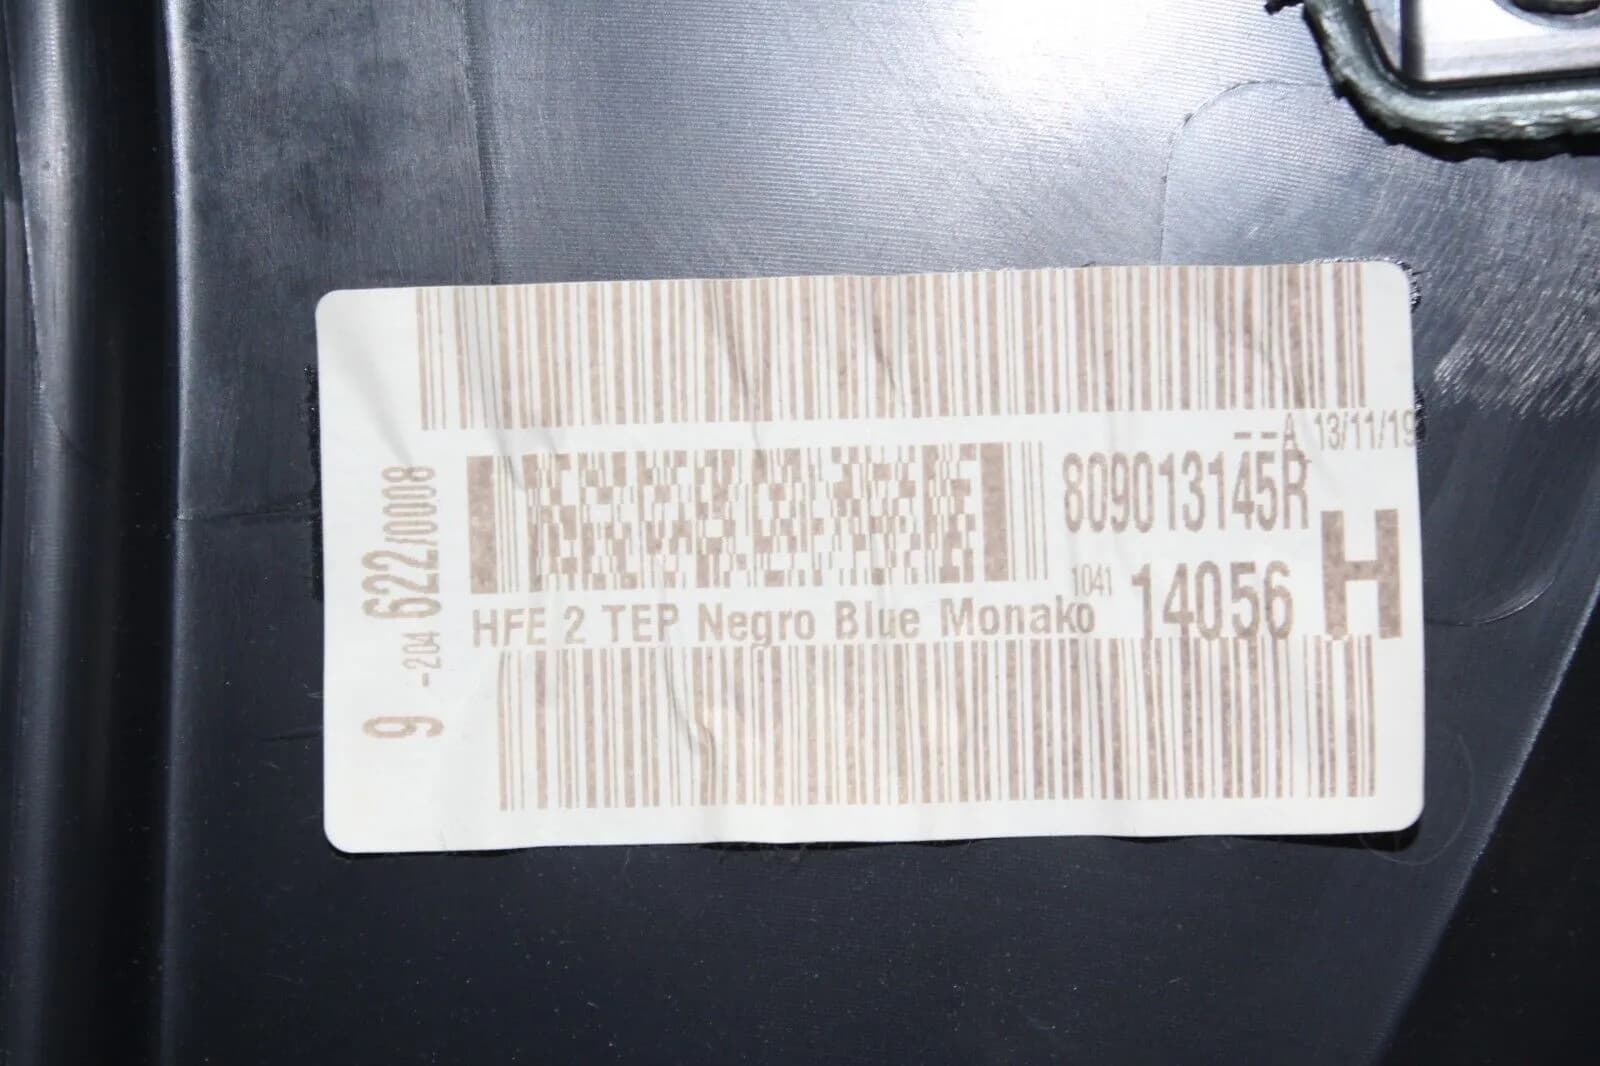 – – A 13/11/19
809013145R
1041 14056 H
HFE 2 TEP Negro Blue Monako
9 -204 622/0008